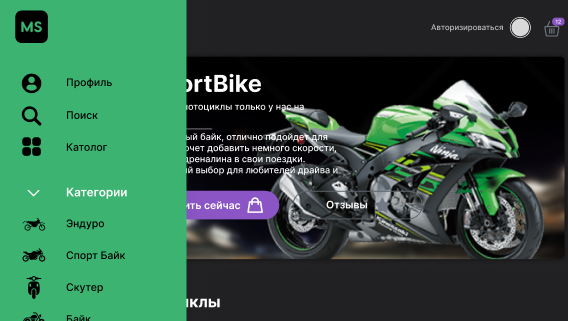 MS
Авторизироваться
12
Профиль
Поиск
Католог
Категории
Эндуро
Спорт Байк
Скутер
Байк
ortBike
мотоциклы только у нас на
ый байк, отлично подойдет для
очет добавить немного скорости,
адреналина в свои поездки.
ий выбор для любителей драйва и
ить сейчас
Отзывы
Ninja
иклы